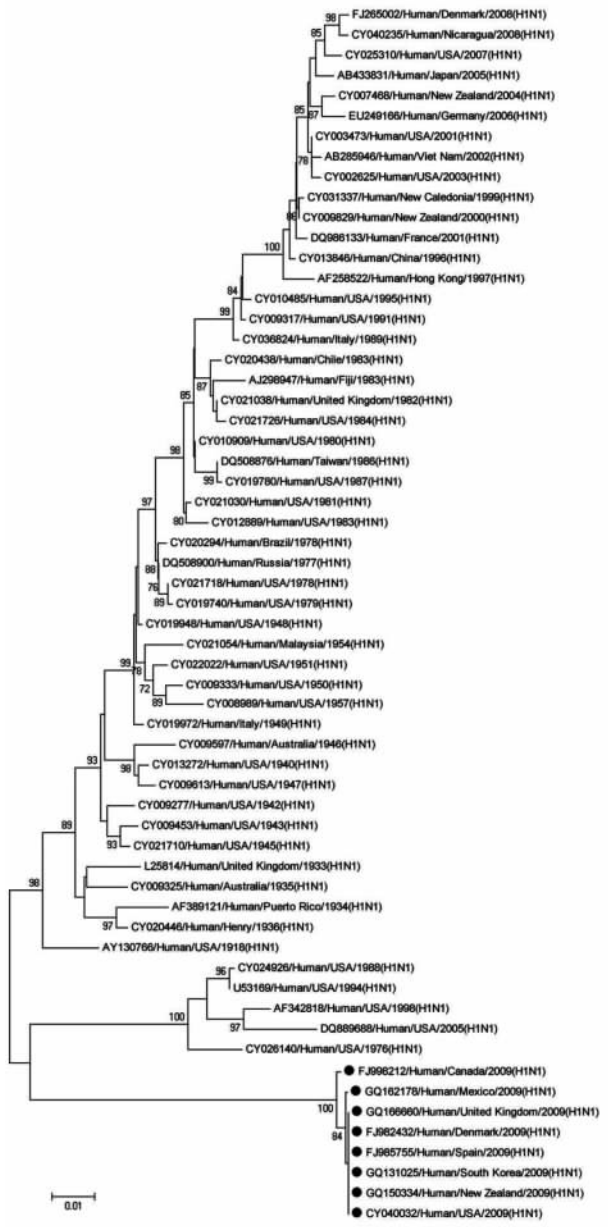 FJ265002/Human/Denmark/2008(H1N1)
98
CY040235/Human/Nicaragua/2008(H1N1)
85
CY025310/Human/USA/2007(H1N1)
AB433831/Human/Japan/2005(H1N1)
CY007468/Human/New Zealand/2004(H1N1)
85
87
EU249166/Human/Germany/2006(H1N1)
CY003473/Human/USA/2001(H1N1)
AB285946/Human/Viet Nam/2002(H1N1)
78
CY002625/Human/USA/2003(H1N1)
CY031337/Human/New Caledonia/1999(H1N1)
CY009829/Human/New Zealand/2000(H1N1)
DQ986133/Human/France/2001(H1N1)
100
CY013846/Human/China/1996(H1N1)
AF258522/Human/Hong Kong/1997(H1N1)
84
CY010485/Human/USA/1995(H1N1)
99
CY009317/Human/USA/1991(H1N1)
CY036824/Human/Italy/1989(H1N1)
CY020438/Human/Chile/1983(H1N1)
87
AJ298947/Human/Fiji/1983(H1N1)
85
CY021038/Human/United Kingdom/1982(H1N1)
CY021726/Human/USA/1984(H1N1)
CY010909/Human/USA/1980(H1N1)
98
DQ508876/Human/Taiwan/1986(H1N1)
99
CY019780/Human/USA/1987(H1N1)
97
CY021030/Human/USA/1981(H1N1)
80
CY012889/Human/USA/1983(H1N1)
CY020294/Human/Brazil/1978(H1N1)
88
DQ508900/Human/Russia/1977(H1N1)
76
CY021718/Human/USA/1978(H1N1)
89
CY019740/Human/USA/1979(H1N1)
CY019948/Human/USA/1948(H1N1)
CY021054/Human/Malaysia/1954(H1N1)
99
78
CY022022/Human/USA/1951(H1N1)
72
CY009333/Human/USA/1950(H1N1)
89
CY008989/Human/USA/1957(H1N1)
CY019972/Human/Italy/1949(H1N1)
CY009597/Human/Australia/1946(H1N1)
93
98
CY013272/Human/USA/1940(H1N1)
CY009613/Human/USA/1947(H1N1)
CY009277/Human/USA/1942(H1N1)
89
CY009453/Human/USA/1943(H1N1)
93
CY021710/Human/USA/1945(H1N1)
L25814/Human/United Kingdom/1933(H1N1)
98
CY009325/Human/Australia/1935(H1N1)
AF389121/Human/Puerto Rico/1934(H1N1)
97
CY020446/Human/Henry/1936(H1N1)
AY130766/Human/USA/1918(H1N1)
96
CY024926/Human/USA/1988(H1N1)
U53169/Human/USA/1994(H1N1)
AF342818/Human/USA/1998(H1N1)
100
97
DQ889688/Human/USA/2005(H1N1)
CY026140/Human/USA/1976(H1N1)
FJ998212/Human/Canada/2009(H1N1)
GQ162178/Human/Mexico/2009(H1N1)
100
GQ166660/Human/United Kingdom/2009(H1N1)
84
FJ982432/Human/Denmark/2009(H1N1)
FJ985755/Human/Spain/2009(H1N1)
GQ131025/Human/South Korea/2009(H1N1)
GQ150334/Human/New Zealand/2009(H1N1)
CY040032/Human/USA/2009(H1N1)
0.01